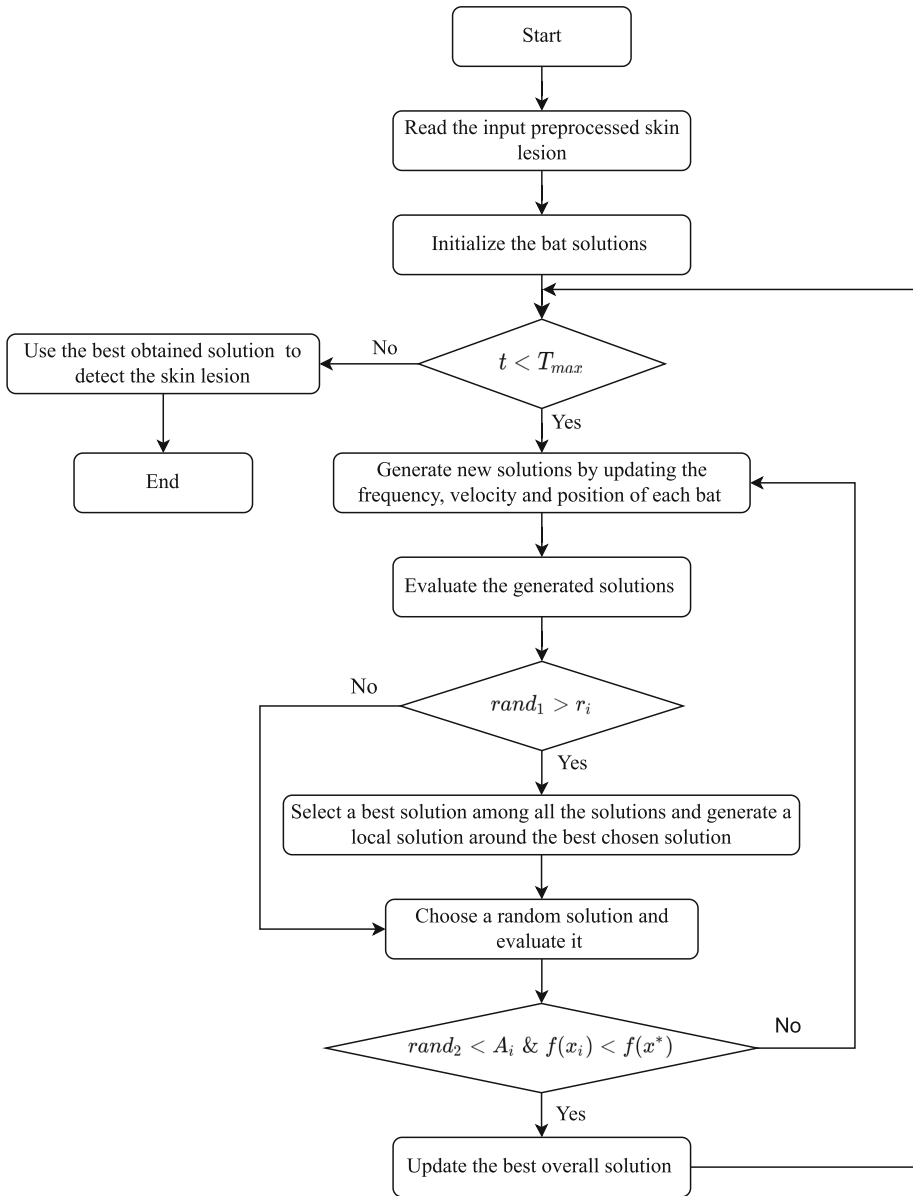 Start
Read the input preprocessed skin
lesion
Initialize the bat solutions
Use the best obtained solution to
detect the skin lesion
No
t < T_{max}
Yes
End
Generate new solutions by updating the
frequency, velocity and position of each bat
Evaluate the generated solutions
No
rand_1 > r_i
Yes
Select a best solution among all the solutions and generate a
local solution around the best chosen solution
Choose a random solution and
evaluate it
rand_2 < A_i & f(x_i) < f(x^*)
No
Yes
Update the best overall solution